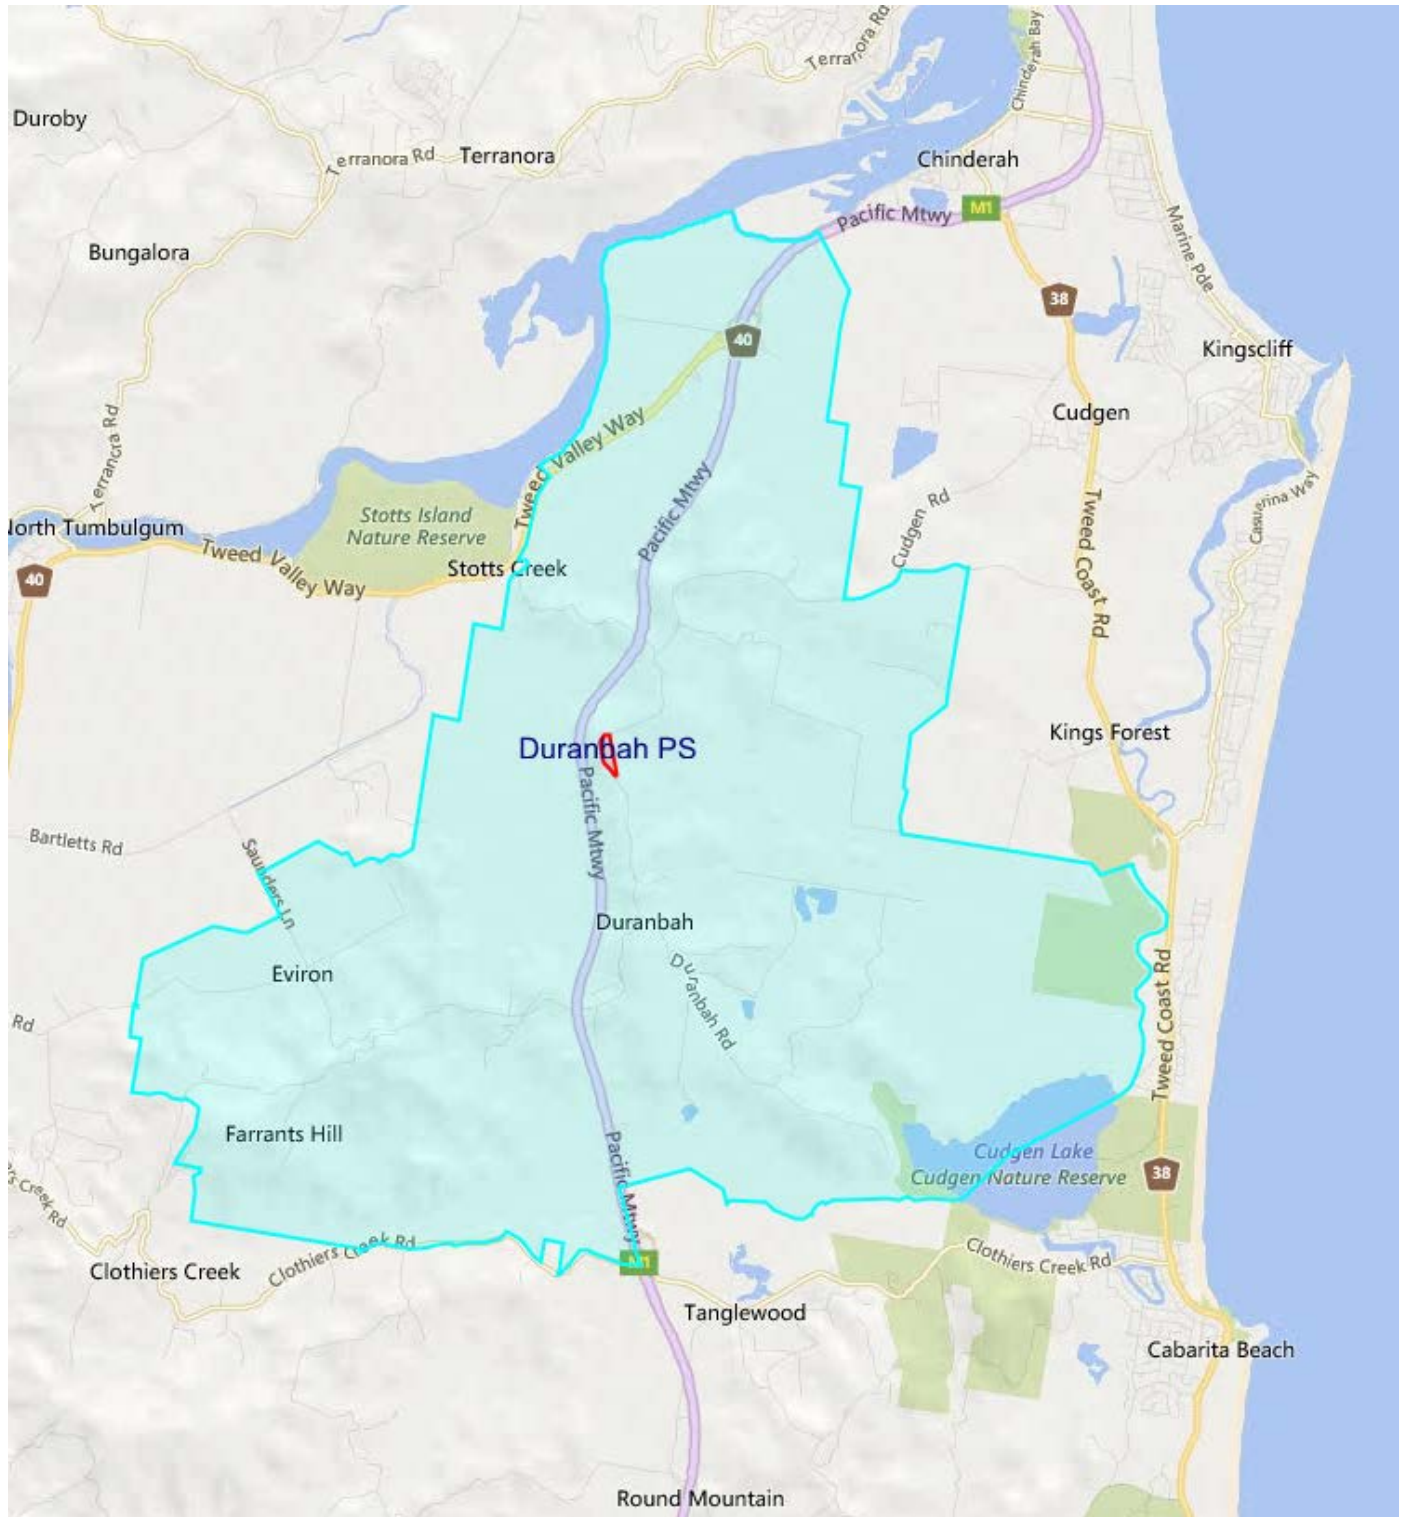 Terranora Rd
Chinderah Bay
Duroby
Terranora Rd
Terranora
Chinderah
M1
Pacific Mtwy
Marine Pde
Bungalora
38
40
Kingscliff
Terranora Rd
Tweed Valley Way
Cudgen
Pacific Mtwy
Stotts Island
Nature Reserve
Cudgen Rd
Casuarina Way
North Tumbulgum
Tweed Valley Way
Stotts Creek
40
Tweed Coast Rd
Kings Forest
Duranbah PS
Pacific Mtwy
Bartletts Rd
Saunders Ln
Duranbah
Eviron
Duranbah Rd
Tweed Coast Rd
Rd
Farrants Hill
Pacific Mtwy
Cudgen Lake
Cudgen Nature Reserve
38
rs Creek Rd
Clothiers Creek Rd
Clothiers Creek
M1
Clothiers Creek Rd
Tanglewood
Cabarita Beach
Round Mountain